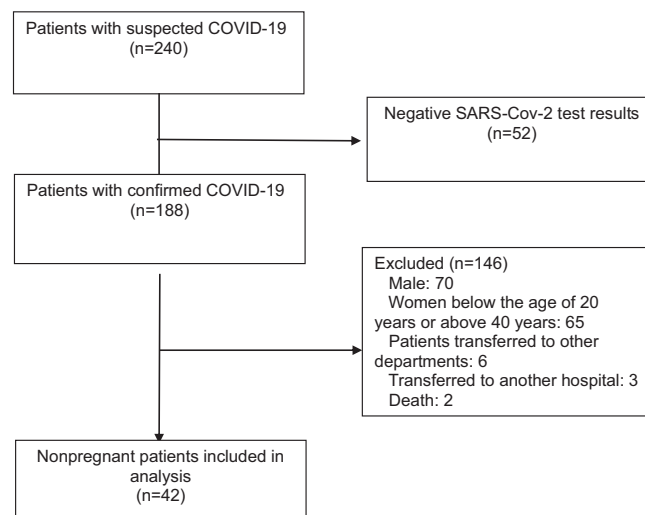 Patients with suspected COVID-19
(n=240)
Negative SARS-Cov-2 test results
(n=52)
Patients with confirmed COVID-19
(n=188)
Excluded (n=146)
Male: 70
Women below the age of 20
years or above 40 years: 65
Patients transferred to other
departments: 6
Transferred to another hospital: 3
Death: 2
Nonpregnant patients included in
analysis
(n=42)